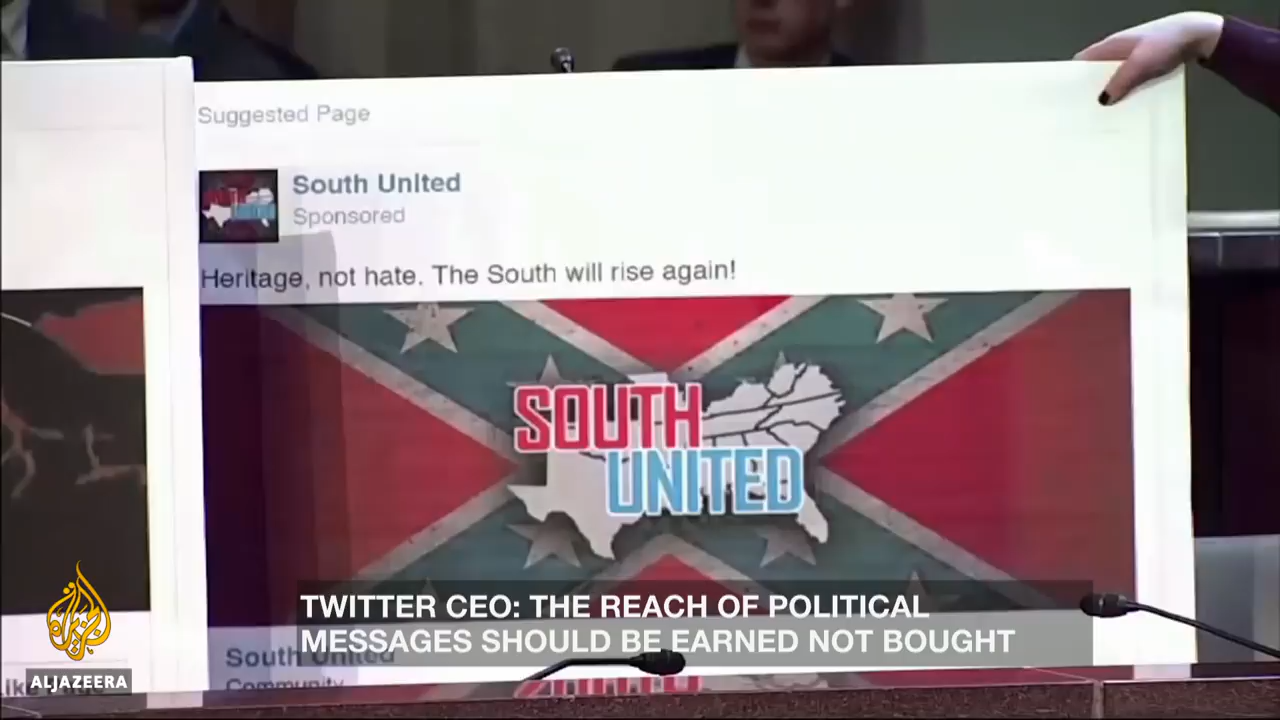 Suggested Page
South United
Sponsored
Heritage, not hate. The South will rise again!
SOUTH
UNITED
TWITTER CEO: THE REACH OF POLITICAL
MESSAGES SHOULD BE EARNED NOT BOUGHT
South United
Community
ALJAZEERA